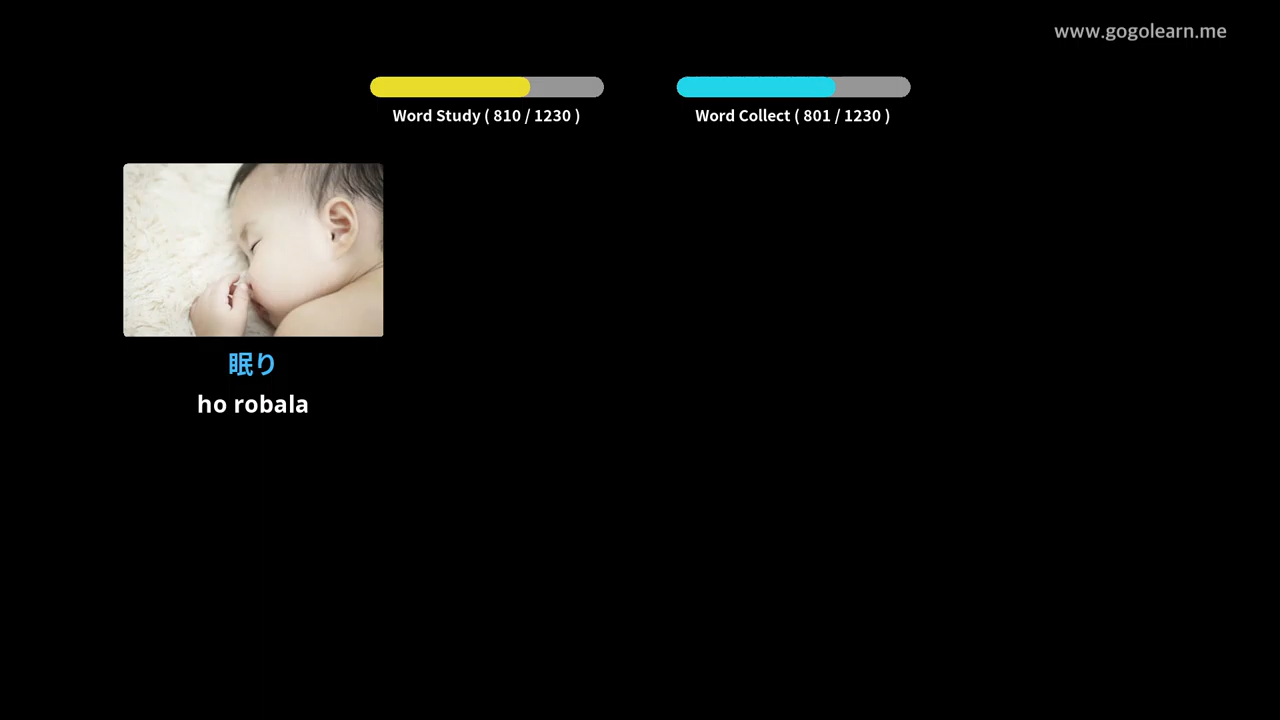 www.gogolearn.me
Word Study ( 810 / 1230 )
Word Collect ( 801 / 1230 )
眠り
ho robala